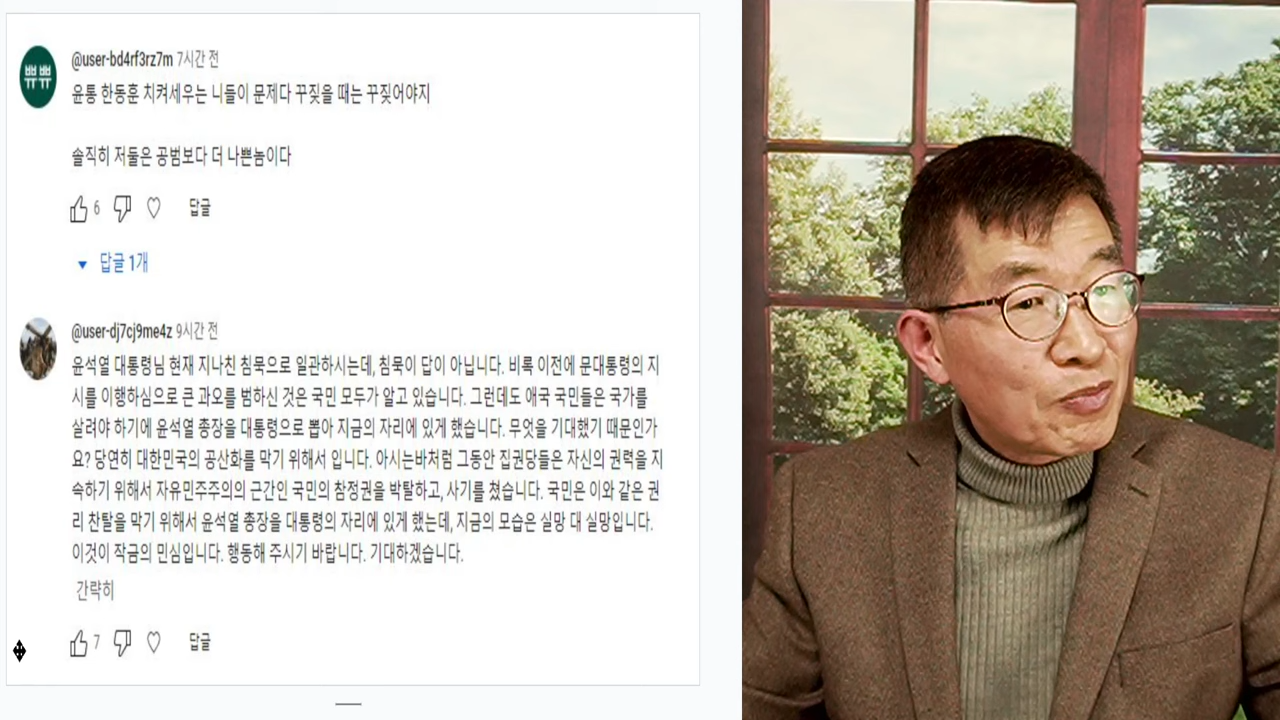 쀼쀼
@user-bd4rf3rz7m 7시간 전
윤통 한동훈 치켜세우는 니들이 문제다 꾸짖을 때는 꾸짖어야지
솔직히 저둘은 공범보다 더 나쁜놈이다
6
답글
답글 1개
@user-dj7cj9me4z 9시간 전
윤석열 대통령님 현재 지나친 침묵으로 일관하시는데, 침묵이 답이 아닙니다. 비록 이전에 문대통령의 지
시를 이행하심으로 큰 과오를 범하신 것은 국민 모두가 알고 있습니다. 그런데도 애국 국민들은 국가를
살려야 하기에 윤석열 총장을 대통령으로 뽑아 지금의 자리에 있게 했습니다. 무엇을 기대했기 때문인가
요? 당연히 대한민국의 공산화를 막기 위해서 입니다. 아시는바처럼 그동안 집권당들은 자신의 권력을 지
속하기 위해서 자유민주주의의 근간인 국민의 참정권을 박탈하고, 사기를 쳤습니다. 국민은 이와 같은 권
리 찬탈을 막기 위해서 윤석열 총장을 대통령의 자리에 있게 했는데, 지금의 모습은 실망 대 실망입니다.
이것이 작금의 민심입니다. 행동해 주시기 바랍니다. 기대하겠습니다.
간략히
7
답글